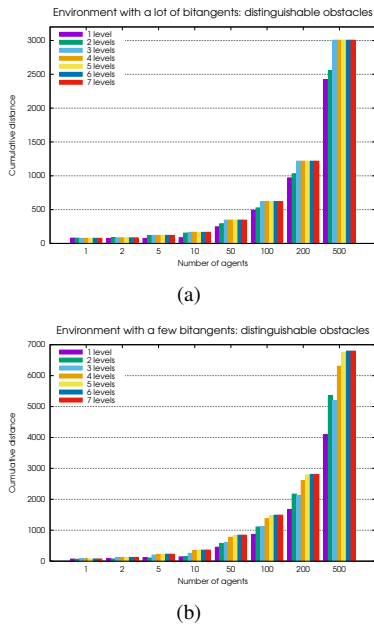 Environment with a lot of bitangents: distinguishable obstacles
3000
2500
2000
1500
1000
500
0
Cumulative distance
1 level
2 levels
3 levels
4 levels
5 levels
6 levels
7 levels
1 2 5 10 50 100 200 500
Number of agents
(a)
Environment with a few bitangents: distinguishable obstacles
7000
6000
5000
4000
3000
2000
1000
0
Cumulative distance
1 level
2 levels
3 levels
4 levels
5 levels
6 levels
7 levels
1 2 5 10 50 100 200 500
Number of agents
(b)